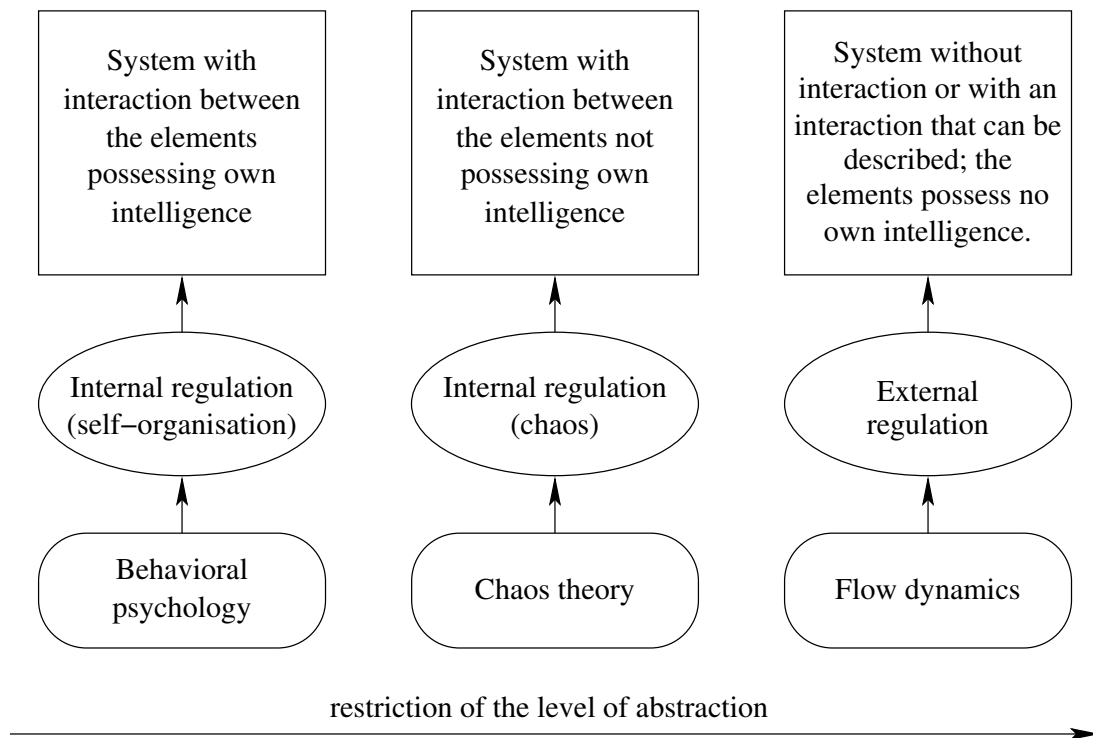 System with
interaction between
the elements
possessing own
intelligence
System with
interaction between
the elements not
possessing own
intelligence
System without
interaction or with an
interaction that can be
described; the
elements possess no
own intelligence.
Internal regulation
(self−organisation)
Internal regulation
(chaos)
External
regulation
Behavioral
psychology
Chaos theory
Flow dynamics
restriction of the level of abstraction